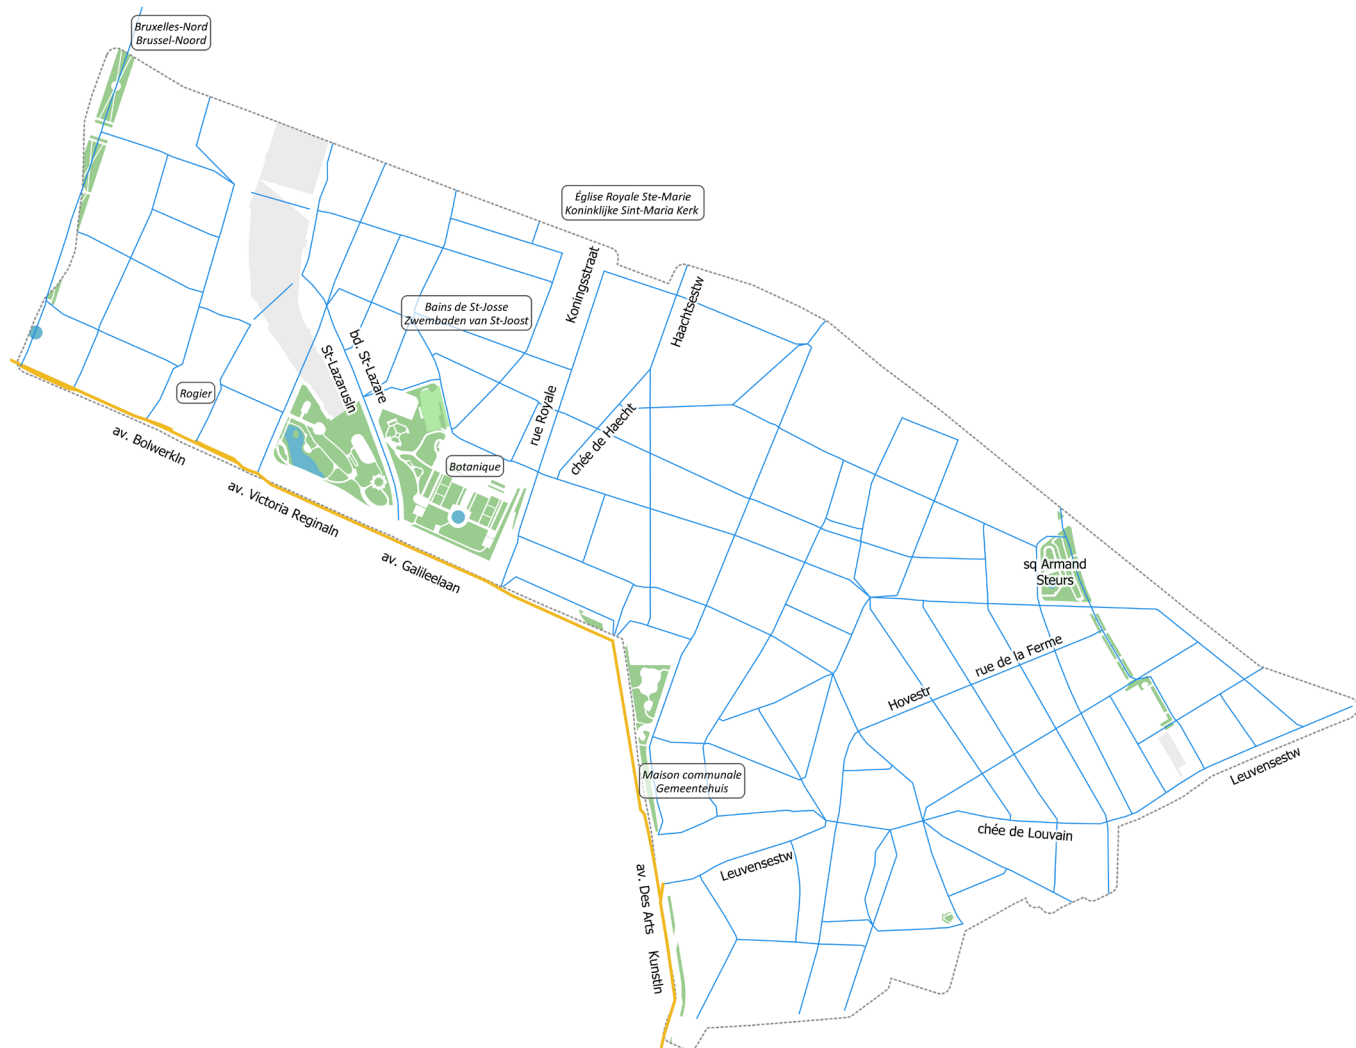 Bruxelles-Nord
Brussel-Noord
Église Royale Ste-Marie
Koninklijke Sint-Maria Kerk
Koningsstraat
Haachtsestw
Bains de St-Josse
Zwembaden van St-Joost
bd. St-Lazare
St-Lazarusln
Rogier
rue Royale
chée de Haecht
av. Bolwerkln
Botanique
av. Victoria Reginaln
av. Galileelaan
sq Armand
Steurs
rue de la Ferme
Hovestr
Maison communale
Gemeentehuis
Leuvensestw
chée de Louvain
Leuvensestw
av. Des Arts
Kunstln